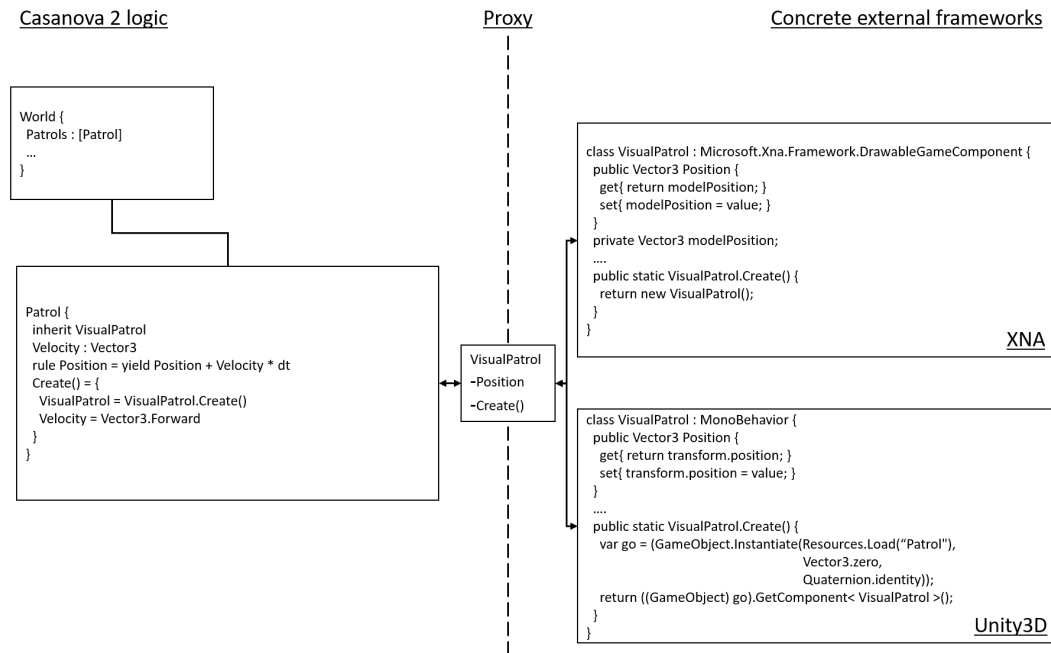 Casanova 2 logic
Proxy
Concrete external frameworks
World {
Patrols : [Patrol]
...
}
Patrol {
inherit VisualPatrol
Velocity : Vector3
rule Position = yield Position + Velocity * dt
Create() = {
VisualPatrol = VisualPatrol.Create()
Velocity = Vector3.Forward
}
}
VisualPatrol
-Position
-Create()
class VisualPatrol : Microsoft.Xna.Framework.DrawableGameComponent {
public Vector3 Position {
get{ return modelPosition; }
set{ modelPosition = value; }
}
private Vector3 modelPosition;
....
public static VisualPatrol.Create() {
return new VisualPatrol();
}
}
XNA
class VisualPatrol : MonoBehavior {
public Vector3 Position {
get{ return transform.position; }
set{ transform.position = value; }
}
....
public static VisualPatrol.Create() {
var go = (GameObject.Instantiate(Resources.Load(“Patrol"),
Vector3.zero,
Quaternion.identity));
return ((GameObject) go).GetComponent< VisualPatrol >();
}
}
Unity3D